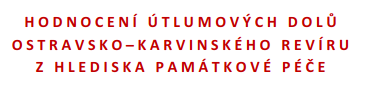 HODNOCENÍ ÚTLUMOVÝCH DOLŮ
OSTRAVSKO–KARVINSKÉHO REVÍRU
Z HLEDISKA PAMÁTKOVÉ PÉČE